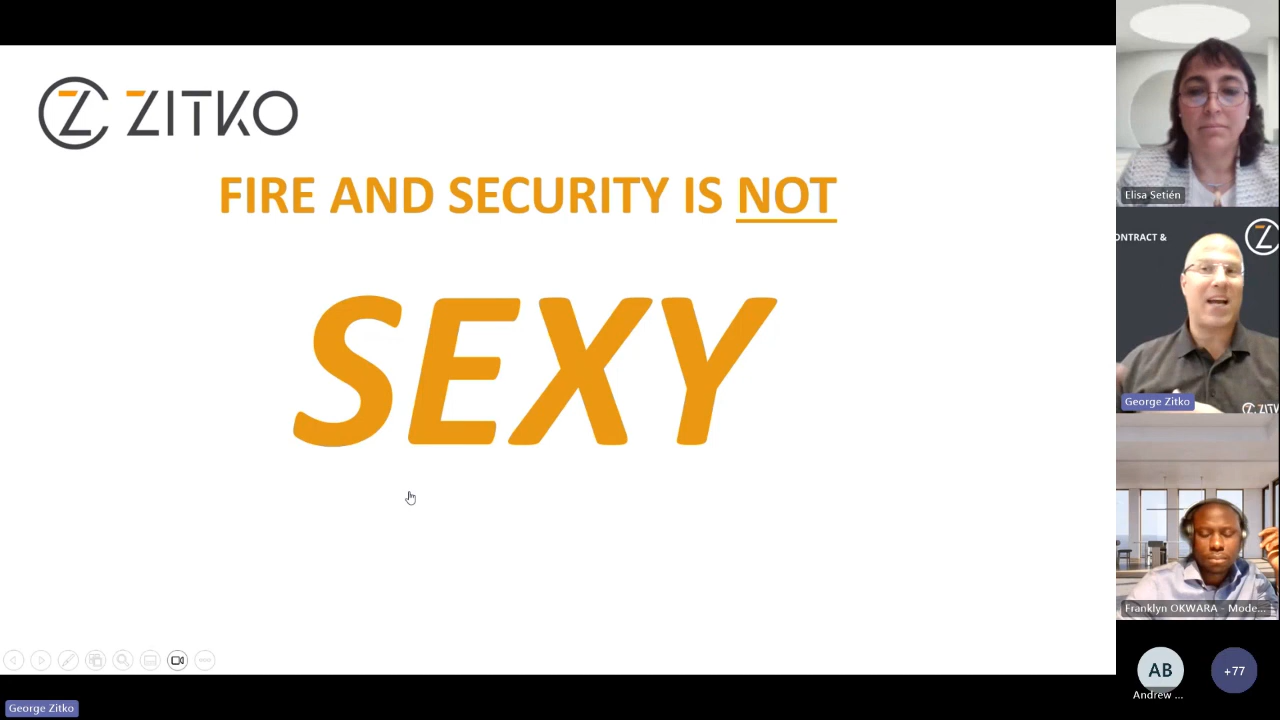 ZITKO
FIRE AND SECURITY IS NOT
SEXY
George Zitko
Elisa Setién
ONTRACT &
George Zitko
Franklyn OKWARA - Mode...
AB
Andrew ...
+77